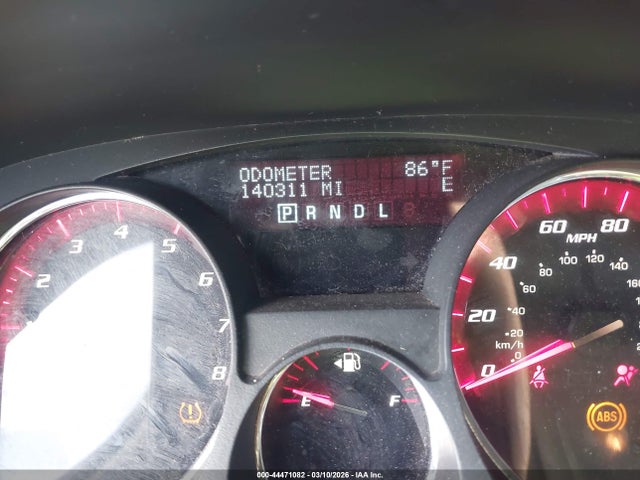 ODOMETER 86°F
140311 MI E
P R N D L
60 80
MPH
4 5
3 6
2 7
8
40 80 100 120 140
60 160
20 40
20
km/h
0 0
E F
ABS
000-44471082 03/10/2026 IAA Inc.